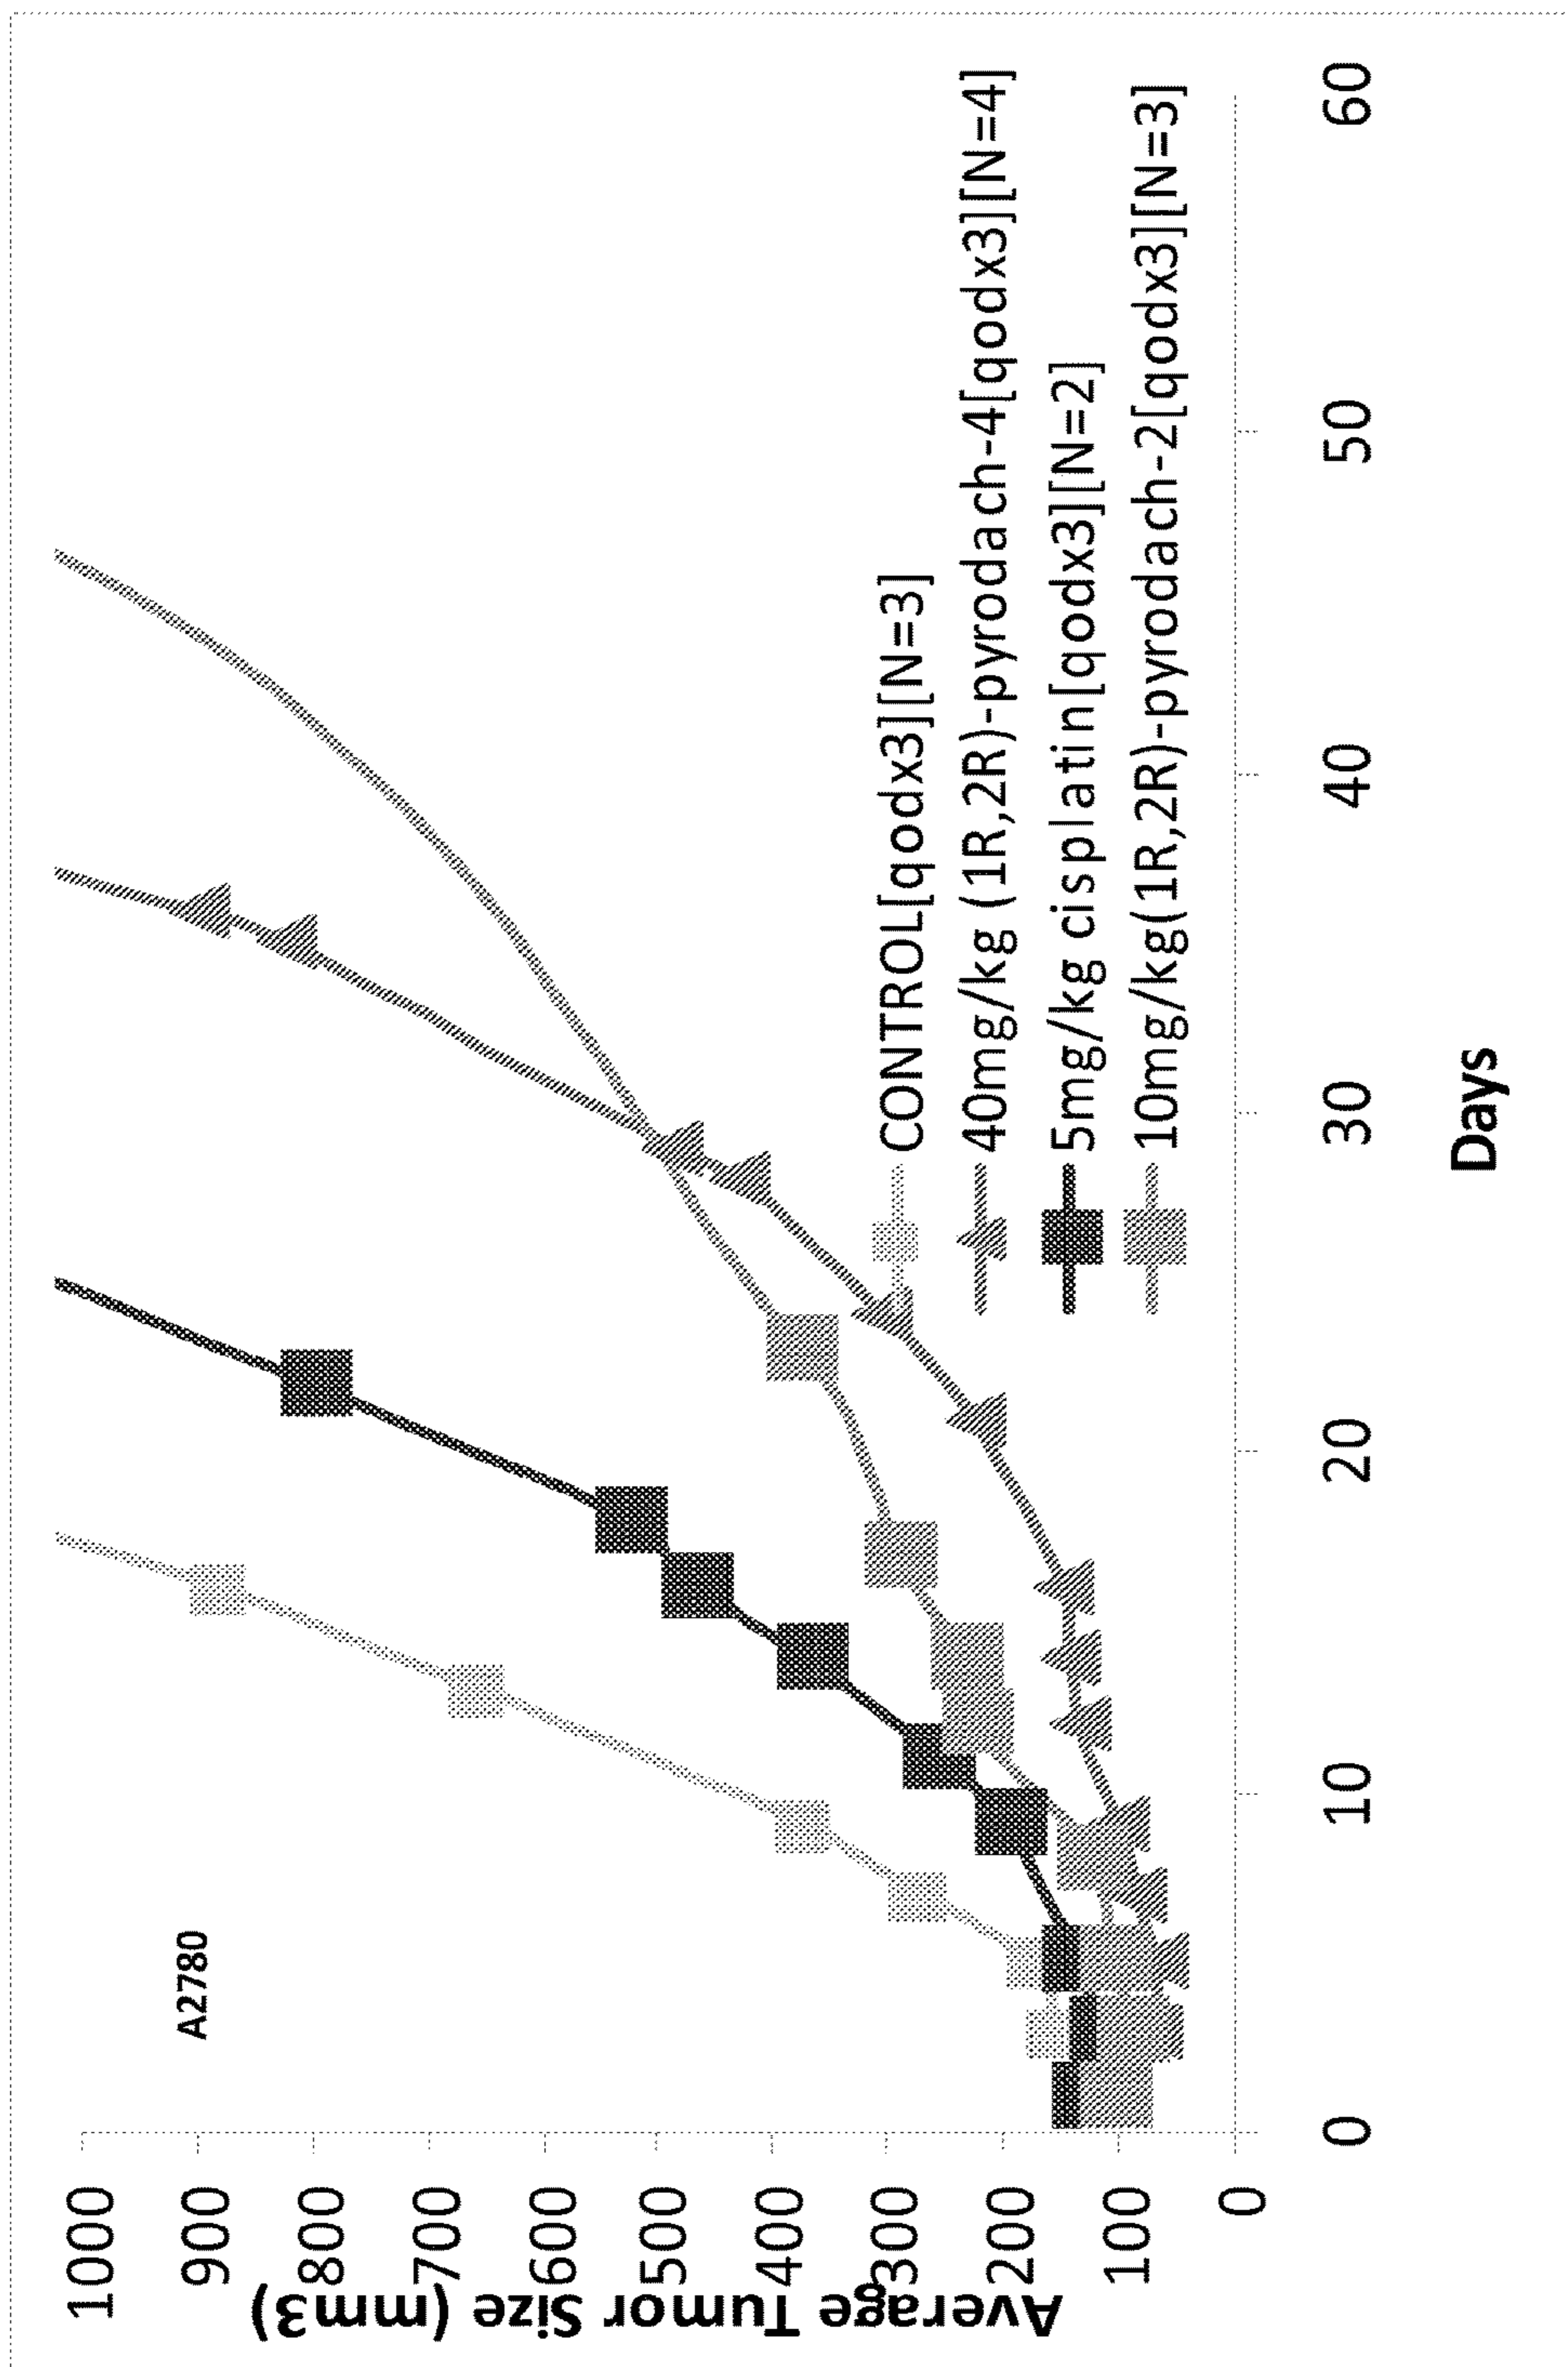 A2780
Average Tumor Size (mm3)
1000
900
800
700
600
500
400
300
200
100
0
CONTROL[qodx3][N=3]
40mg/kg (1R,2R)-pyrodach-4[qodx3][N=4]
5mg/kg cisplatin[qodx3][N=2]
10mg/kg(1R,2R)-pyrodach-2[qodx3][N=3]
0 10 20 30 40 50 60
Days